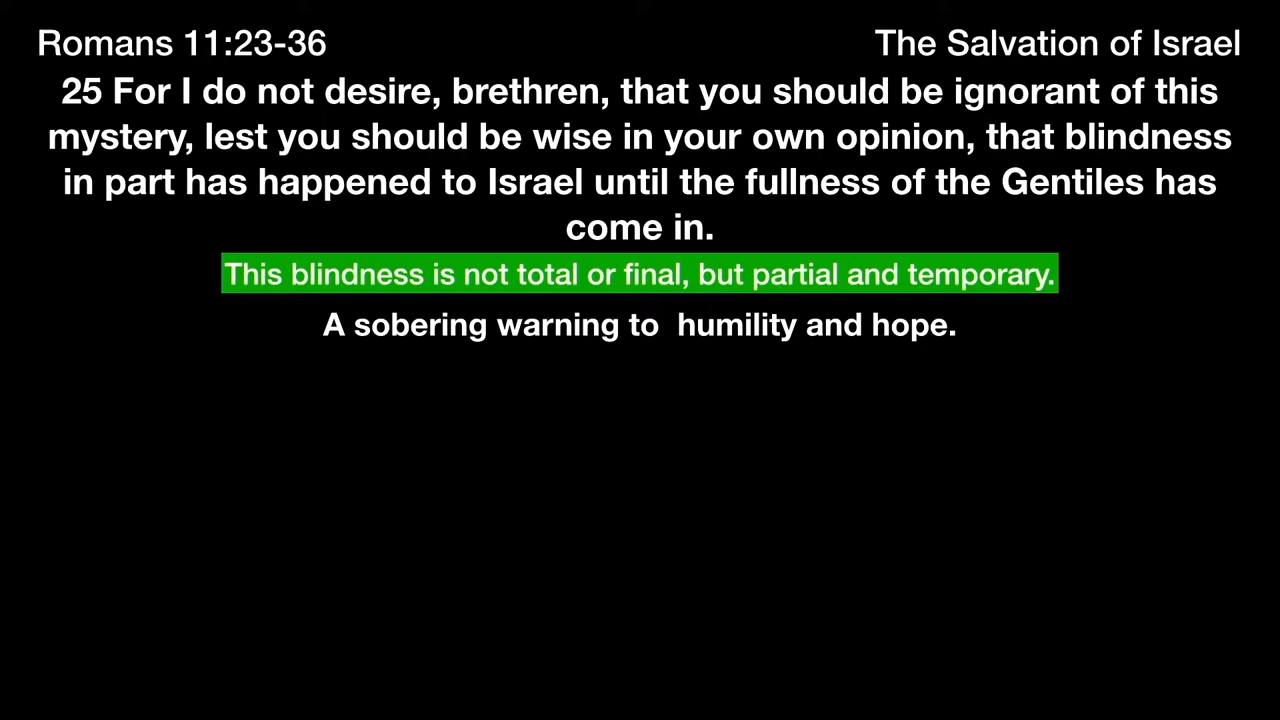 Romans 11:23-36 The Salvation of Israel
25 For I do not desire, brethren, that you should be ignorant of this
mystery, lest you should be wise in your own opinion, that blindness
in part has happened to Israel until the fullness of the Gentiles has
come in.
This blindness is not total or final, but partial and temporary.
A sobering warning to  humility and hope.